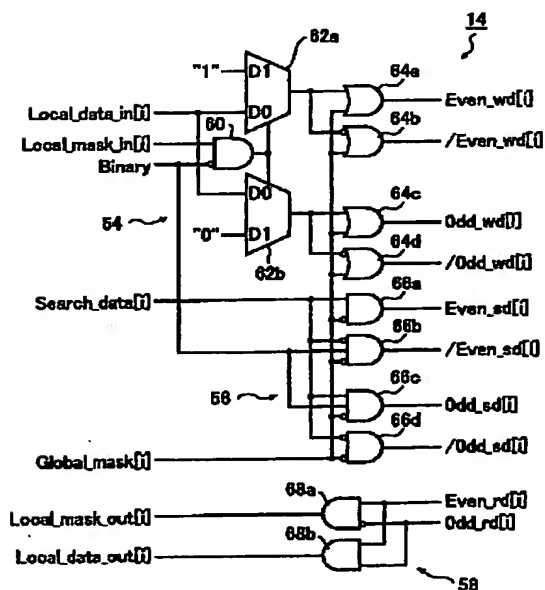 14
62a
"1"
D1
64a
Even_wd[i]
Local_data_in[i]
D0
60
64b
Local_mask_in[i]
/Even_wd[i]
Binary
D0
64c
54
Odd_wd[i]
"0"
D1
64d
62b
/Odd_wd[i]
66a
Search_data[i]
Even_sd[i]
66b
/Even_sd[i]
56
66c
Odd_sd[i]
66d
Global_mask[i]
/Odd_sd[i]
68a
Even_rd[i]
Local_mask_out[i]
Odd_rd[i]
68b
Local_data_out[i]
58